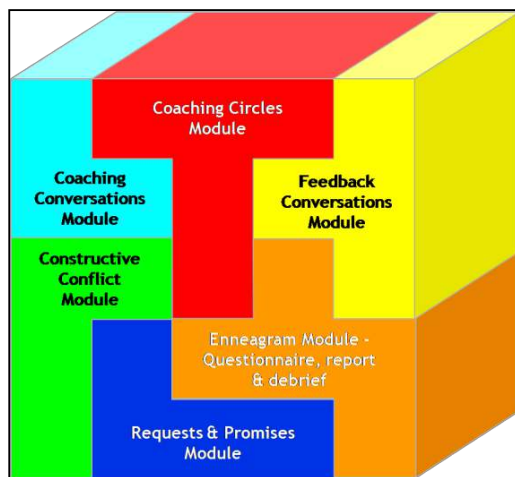 Coaching Circles
Module
Coaching
Conversations
Module
Feedback
Conversations
Module
Constructive
Conflict
Module
Enneagram Module -
Questionnaire, report
& debrief
Requests & Promises
Module